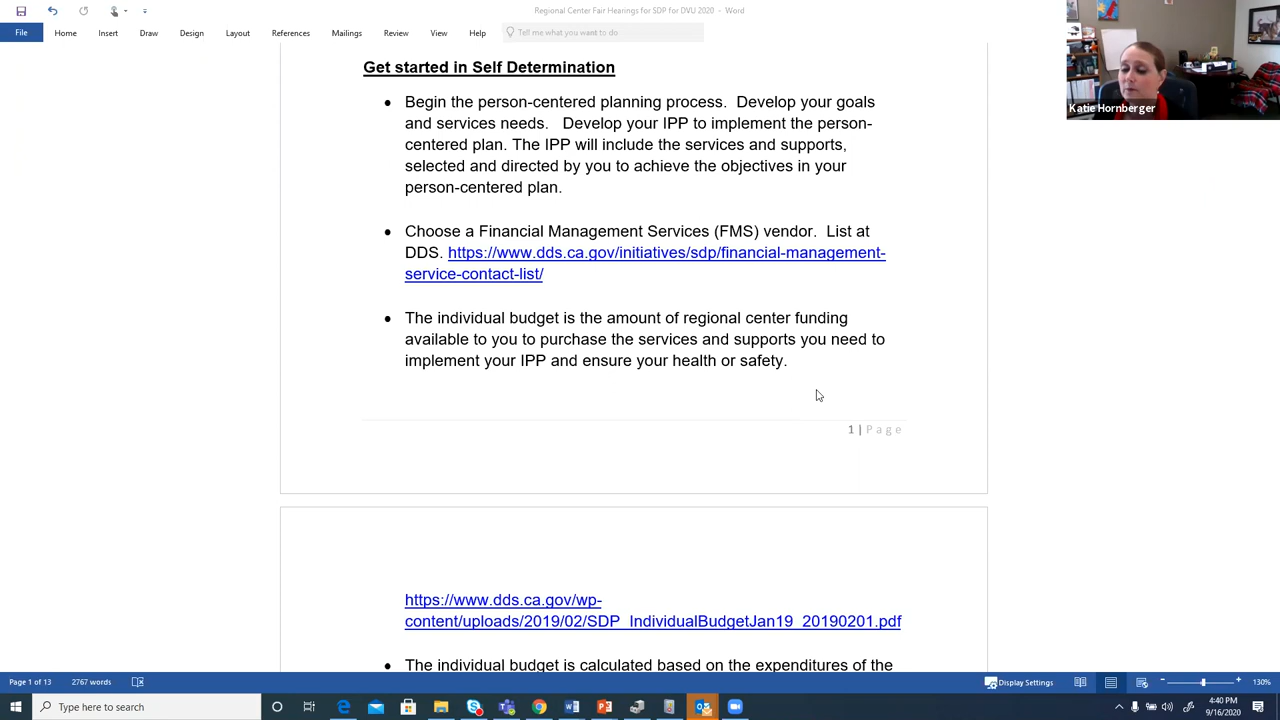 Regional Center Fair Hearings for SDP for DVU 2020 - Word
File Home Insert Draw Design Layout References Mailings Review View Help Tell me what you want to do
Get started in Self Determination
• Begin the person-centered planning process. Develop your goals
and services needs. Develop your IPP to implement the person-
centered plan. The IPP will include the services and supports,
selected and directed by you to achieve the objectives in your
person-centered plan.
• Choose a Financial Management Services (FMS) vendor. List at
DDS. https://www.dds.ca.gov/initiatives/sdp/financial-management-
service-contact-list/
• The individual budget is the amount of regional center funding
available to you to purchase the services and supports you need to
implement your IPP and ensure your health or safety.
1 | Page
https://www.dds.ca.gov/wp-
content/uploads/2019/02/SDP_IndividualBudgetJan19_20190201.pdf
• The individual budget is calculated based on the expenditures of the
Katie Hornberger
Page 1 of 13 2767 words Display Settings 130%
Type here to search 4:40 PM
9/16/2020